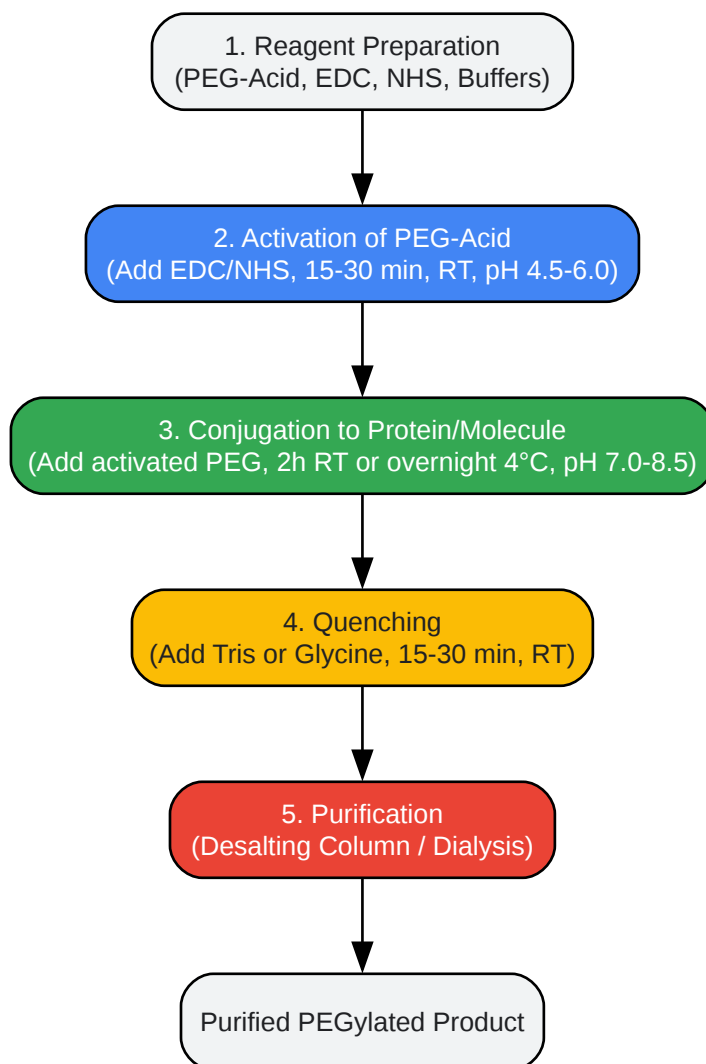 1. Reagent Preparation
(PEG-Acid, EDC, NHS, Buffers)
2. Activation of PEG-Acid
(Add EDC/NHS, 15-30 min, RT, pH 4.5-6.0)
3. Conjugation to Protein/Molecule
(Add activated PEG, 2h RT or overnight 4°C, pH 7.0-8.5)
4. Quenching
(Add Tris or Glycine, 15-30 min, RT)
5. Purification
(Desalting Column / Dialysis)
Purified PEGylated Product